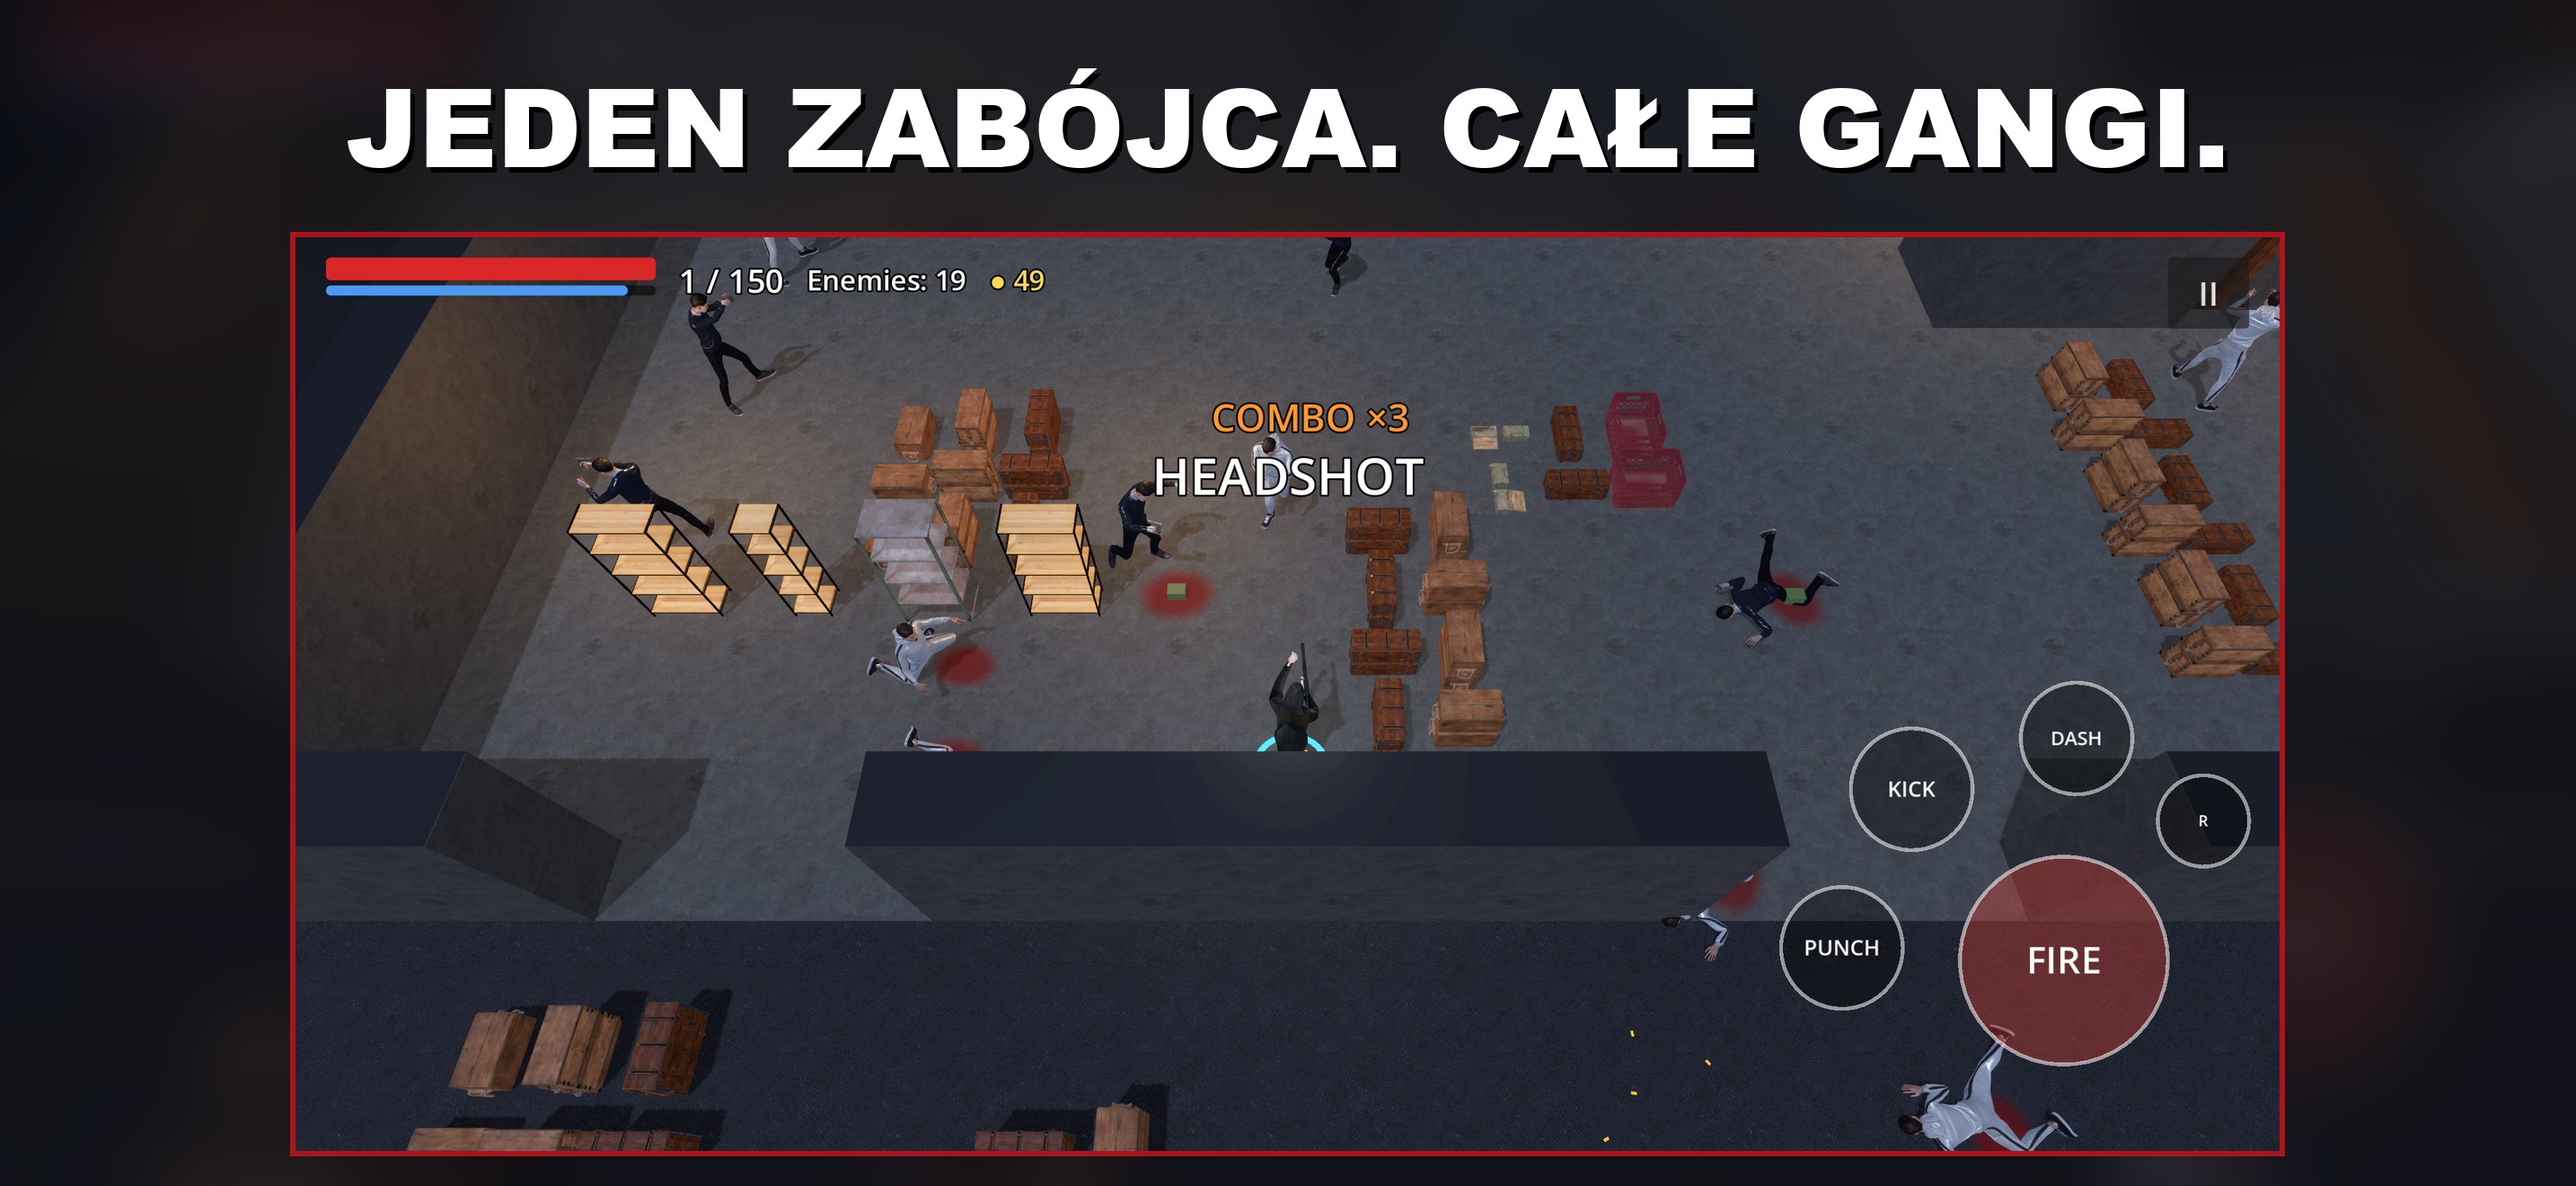 JEDEN ZABÓJCA. CAŁE GANGI.
1 / 150 Enemies: 19 49
COMBO ×3
HEADSHOT
DASH
KICK
R
PUNCH
FIRE